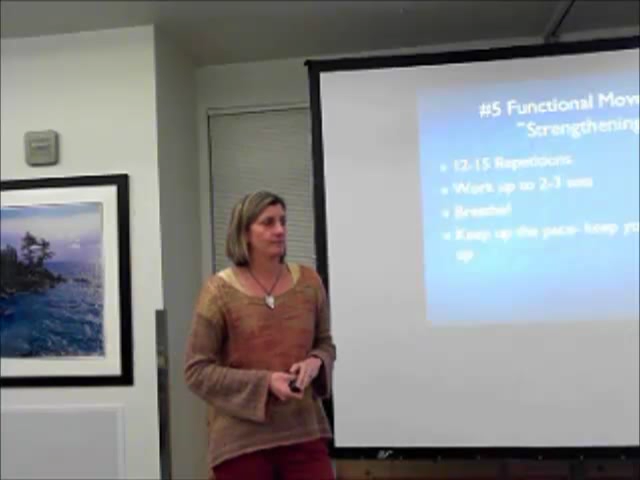 #5 Functional Mov
"Strengthening
12-15 Repetitions
Work up to 2-3 sets
Breathe!
Keep up the pace- keep yo
up